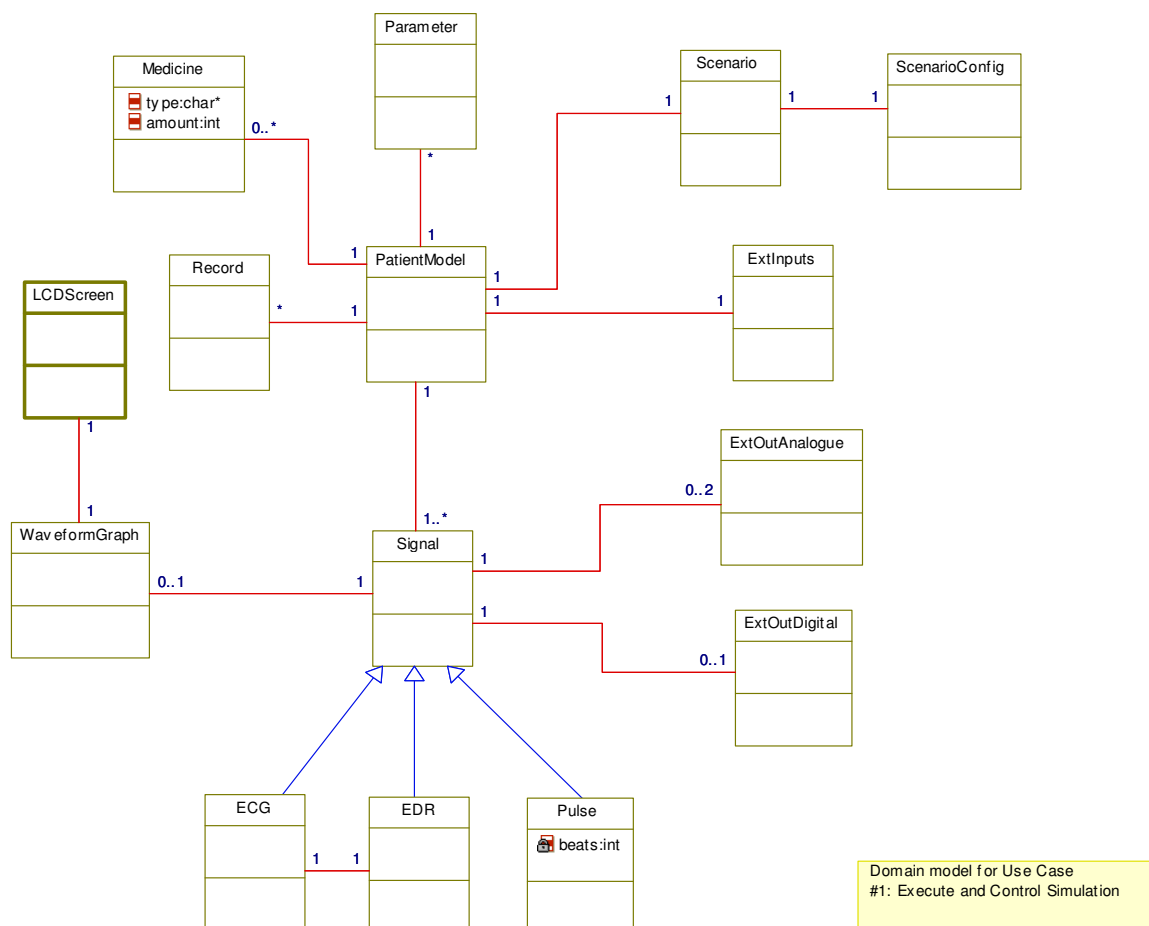 Parameter
Medicine
type:char*
amount:int
0..*
*
1
1
Scenario
1
1
1
ScenarioConfig
Record
*
1
PatientModel
1
1
1
ExtInputs
1
LCDScreen
1
1
WaveformGraph
0..1
1
1..*
Signal
1
1
ExtOutAnalogue
0..2
ExtOutDigital
0..1
ECG
1
1
EDR
Pulse
beats:int
Domain model for Use Case
#1: Execute and Control Simulation